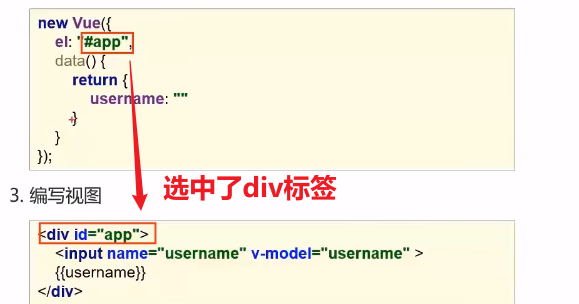 new Vue({
el: "#app",
data() {
return {
username: ""
}
}
});
选中了div标签
3. 编写视图
<div id="app">
<input name="username" v-model="username" >
{{username}}
</div>